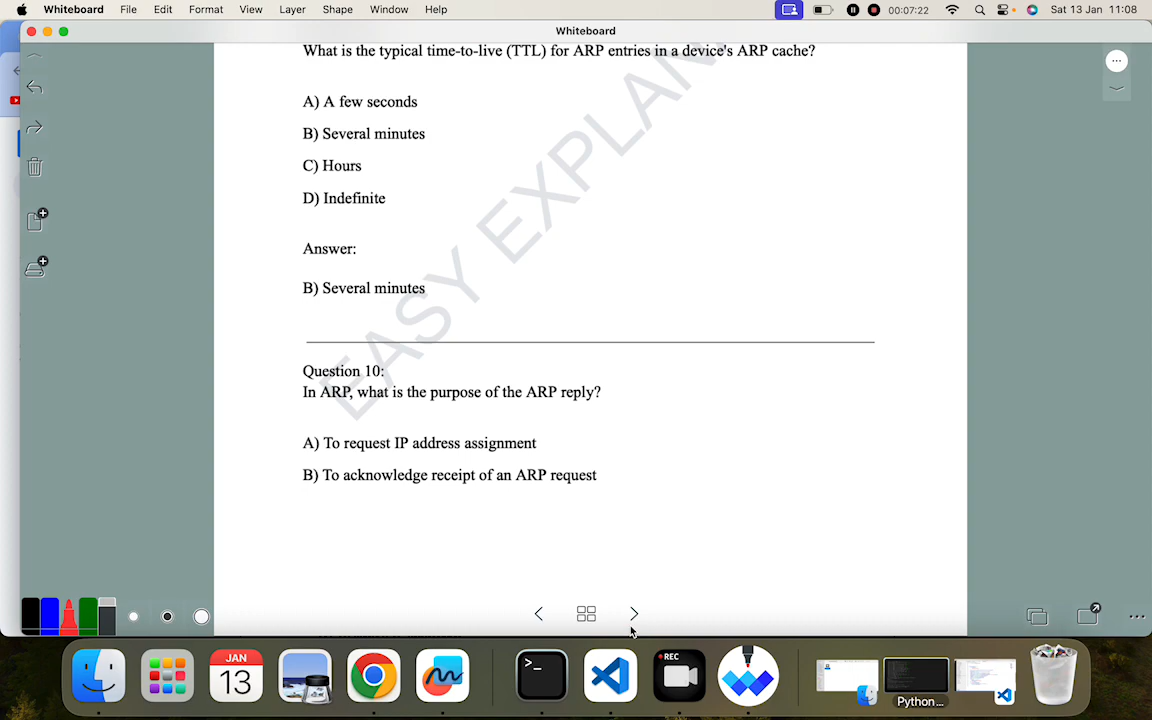 Whiteboard File Edit Format View Layer Shape Window Help 00:07:22 Sat 13 Jan 11:08
Whiteboard
What is the typical time-to-live (TTL) for ARP entries in a device's ARP cache?
A) A few seconds
B) Several minutes
C) Hours
D) Indefinite
Answer:
B) Several minutes
EASY EXPLAN
Question 10:
In ARP, what is the purpose of the ARP reply?
A) To request IP address assignment
B) To acknowledge receipt of an ARP request
JAN
13
>_
REC
Python...